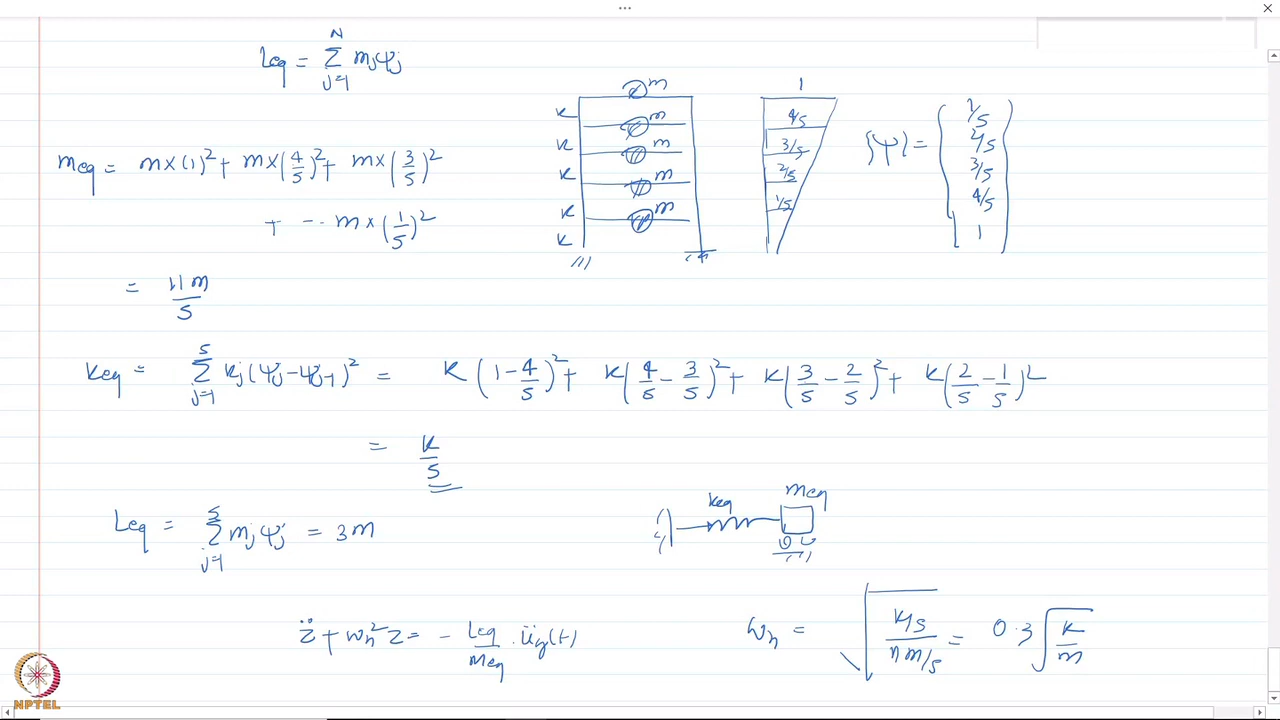 Leq = N Σ j=1 mjψj
meq = m×(1)² + m×(4/5)² + m×(3/5)²
+ -- m×(1/5)²
= 11m/5
m
m
m
m
m
K
K
K
K
K
1
4/5
3/5
2/5
1/5
{ψ} = ( 1/5 2/5 3/5 4/5 1 )
Keq = 5 Σ j=1 kj(ψj-ψj-1)² = K(1-4/5)² + K(4/5 - 3/5)² + K(3/5 - 2/5)² + K(2/5 - 1/5)²
= K/5
Leq = 5 Σ j=1 mjψj = 3m
keq
meq
z̈ + ωn²z = - Leq/meq · üg(t)
ωn = √(K/5 / 11m/5) = 0.3 √(K/m)
NPTEL